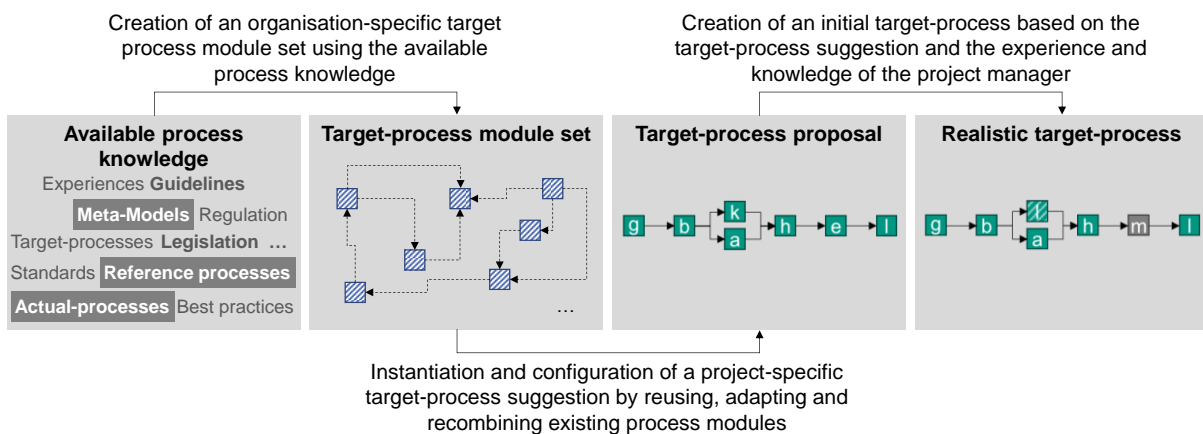 Creation of an organisation-specific target
process module set using the available
process knowledge
Creation of an initial target-process based on the
target-process suggestion and the experience and
knowledge of the project manager
Available process
knowledge
Experiences Guidelines
Meta-Models Regulation
Target-processes Legislation ...
Standards Reference processes
Actual-processes Best practices
Target-process module set
...
Target-process proposal
k
g b h e l
a
Realistic target-process
g b h m l
a
Instantiation and configuration of a project-specific
target-process suggestion by reusing, adapting and
recombining existing process modules